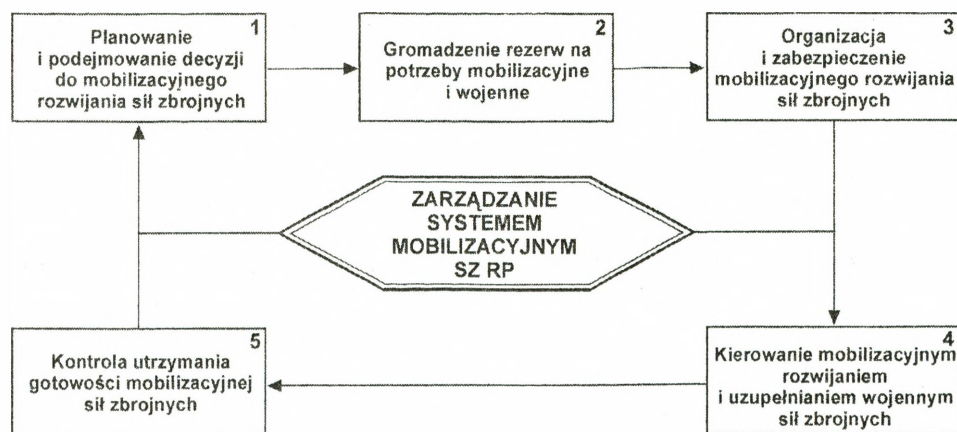 1
Planowanie
i podejmowanie decyzji
do mobilizacyjnego
rozwijania sił zbrojnych
2
Gromadzenie rezerw na
potrzeby mobilizacyjne
i wojenne
3
Organizacja
i zabezpieczenie
mobilizacyjnego rozwijania
sił zbrojnych
ZARZĄDZANIE
SYSTEMEM
MOBILIZACYJNYM
SZ RP
5
Kontrola utrzymania
gotowości mobilizacyjnej
sił zbrojnych
4
Kierowanie mobilizacyjnym
rozwijaniem
i uzupełnianiem wojennym
sił zbrojnych